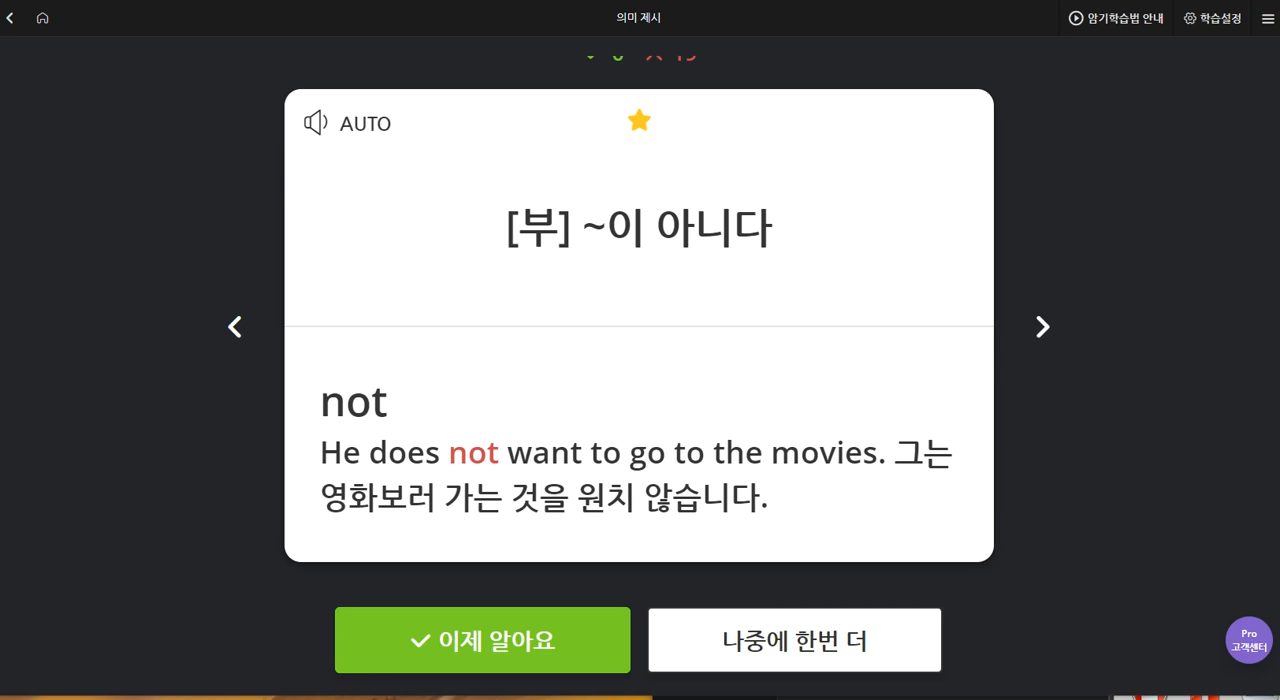 의미 제시
암기학습법 안내
학습설정
AUTO
[부] ~이 아니다
not
He does not want to go to the movies. 그는
영화보러 가는 것을 원치 않습니다.
이제 알아요
나중에 한번 더
Pro
고객센터